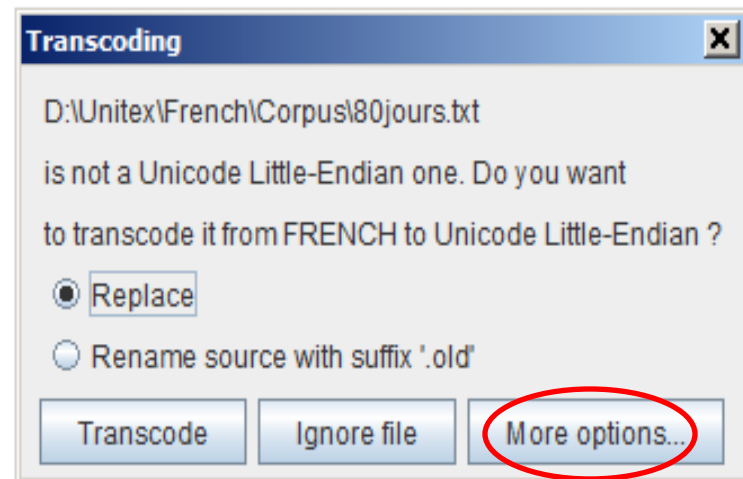 Transcoding
D:\Unitex\French\Corpus\80jours.txt
is not a Unicode Little-Endian one. Do you want
to transcode it from FRENCH to Unicode Little-Endian ?
Replace
Rename source with suffix '.old'
Transcode Ignore file More options...